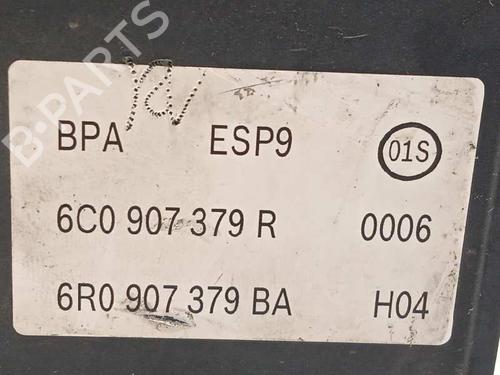 B-PARTS
BPA ESP9 01S
6C0 907 379 R 0006
6R0 907 379 BA H04